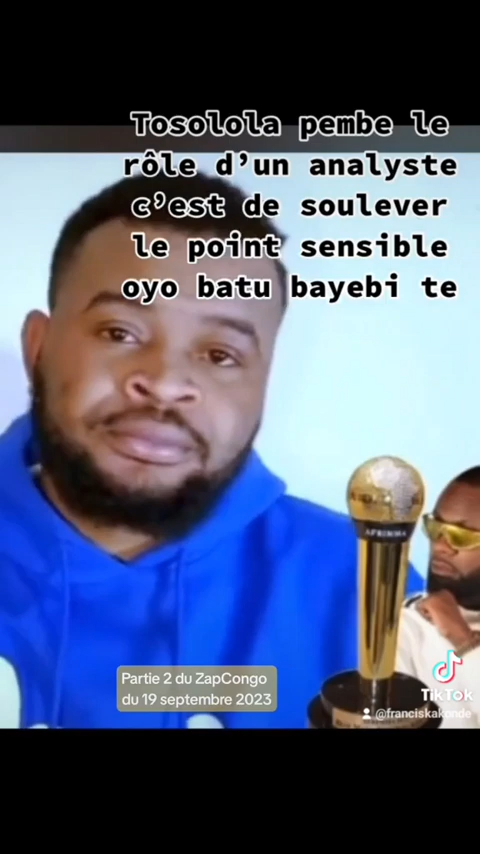 Tosolola pembe le
rôle d’un analyste
c’est de soulever
le point sensible
oyo batu bayebi te
AFRIMMA
Partie 2 du ZapCongo
du 19 septembre 2023
TikTok
@franciskakonde